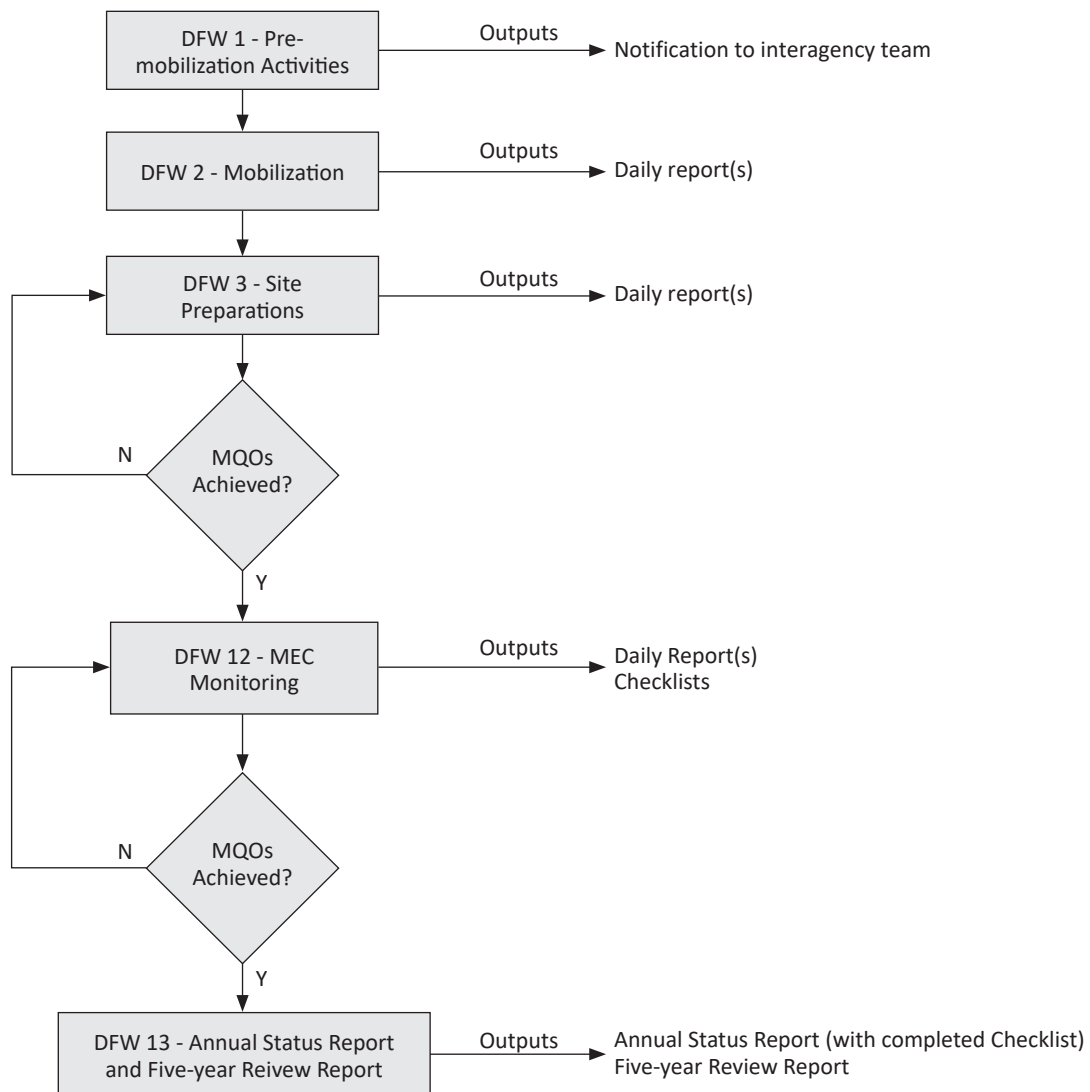 DFW 1 - Pre-
mobilization Activities
Outputs
Notification to interagency team
DFW 2 - Mobilization
Outputs
Daily report(s)
DFW 3 - Site
Preparations
Outputs
Daily report(s)
N
MQOs
Achieved?
Y
DFW 12 - MEC
Monitoring
Outputs
Daily Report(s)
Checklists
N
MQOs
Achieved?
Y
DFW 13 - Annual Status Report
and Five-year Reivew Report
Outputs
Annual Status Report (with completed Checklist)
Five-year Review Report